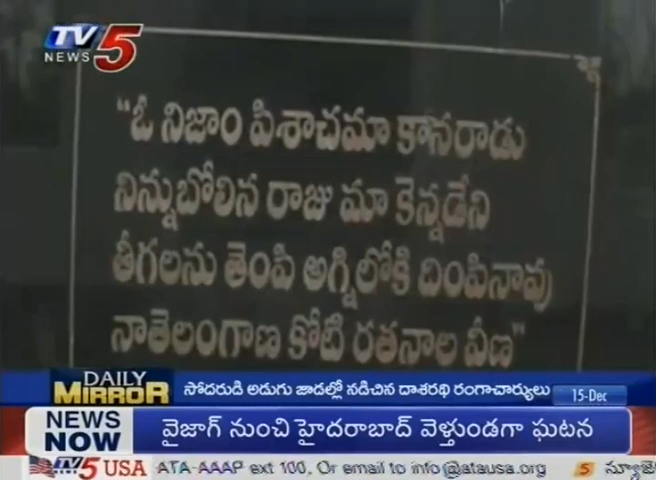 TV5
NEWS
“ఓ నిజాం పిశాచమా కానరాడు
నిన్నుబోలిన రాజు మా కెన్నడేని
తీగలను తెంపి అగ్నిలోకి దింపినావు
నాతెలంగాణ కోటి రతనాల వీణ”
DAILY MIRROR
సోదరుడి అడుగు జాడల్లో నడిచిన దాశరథి రంగాచార్యులు
15-Dec
NEWS NOW
వైజాగ్ నుంచి హైదరాబాద్ వెళ్తుండగా ఘటన
TV5 USA
ATA-AAAP ext 100, Or email to info@atausa.org
5